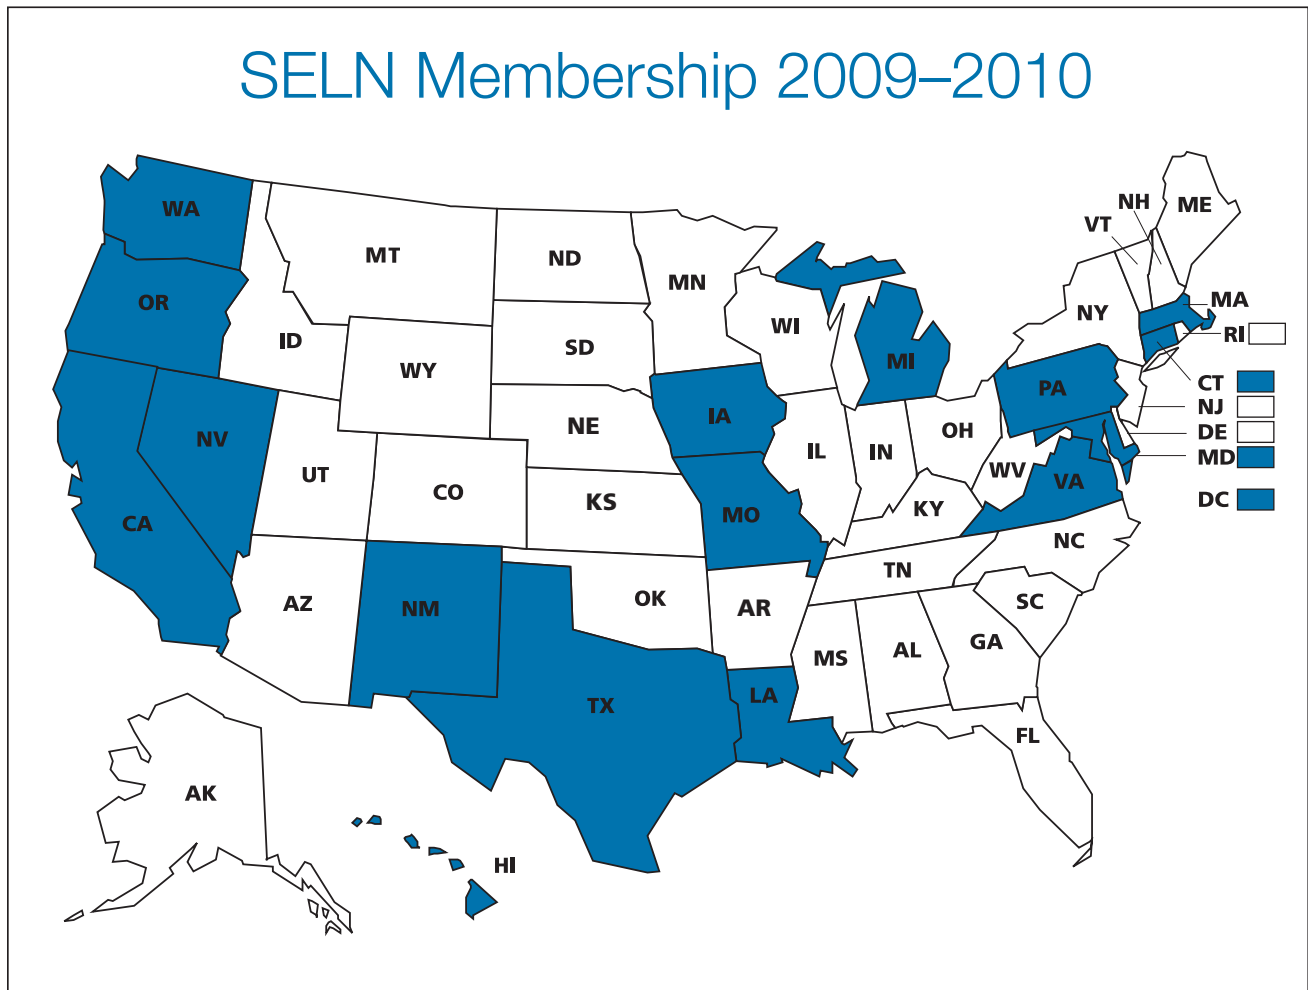 SELN Membership 2009–2010
WA
OR
CA
NV
ID
MT
WY
UT
AZ
CO
NM
ND
SD
NE
KS
OK
TX
MN
IA
MO
AR
LA
WI
IL
MI
IN
OH
KY
TN
MS
AL
GA
FL
SC
NC
VA
WV
PA
NY
VT
NH
ME
MA
RI
CT
NJ
DE
MD
DC
AK
HI